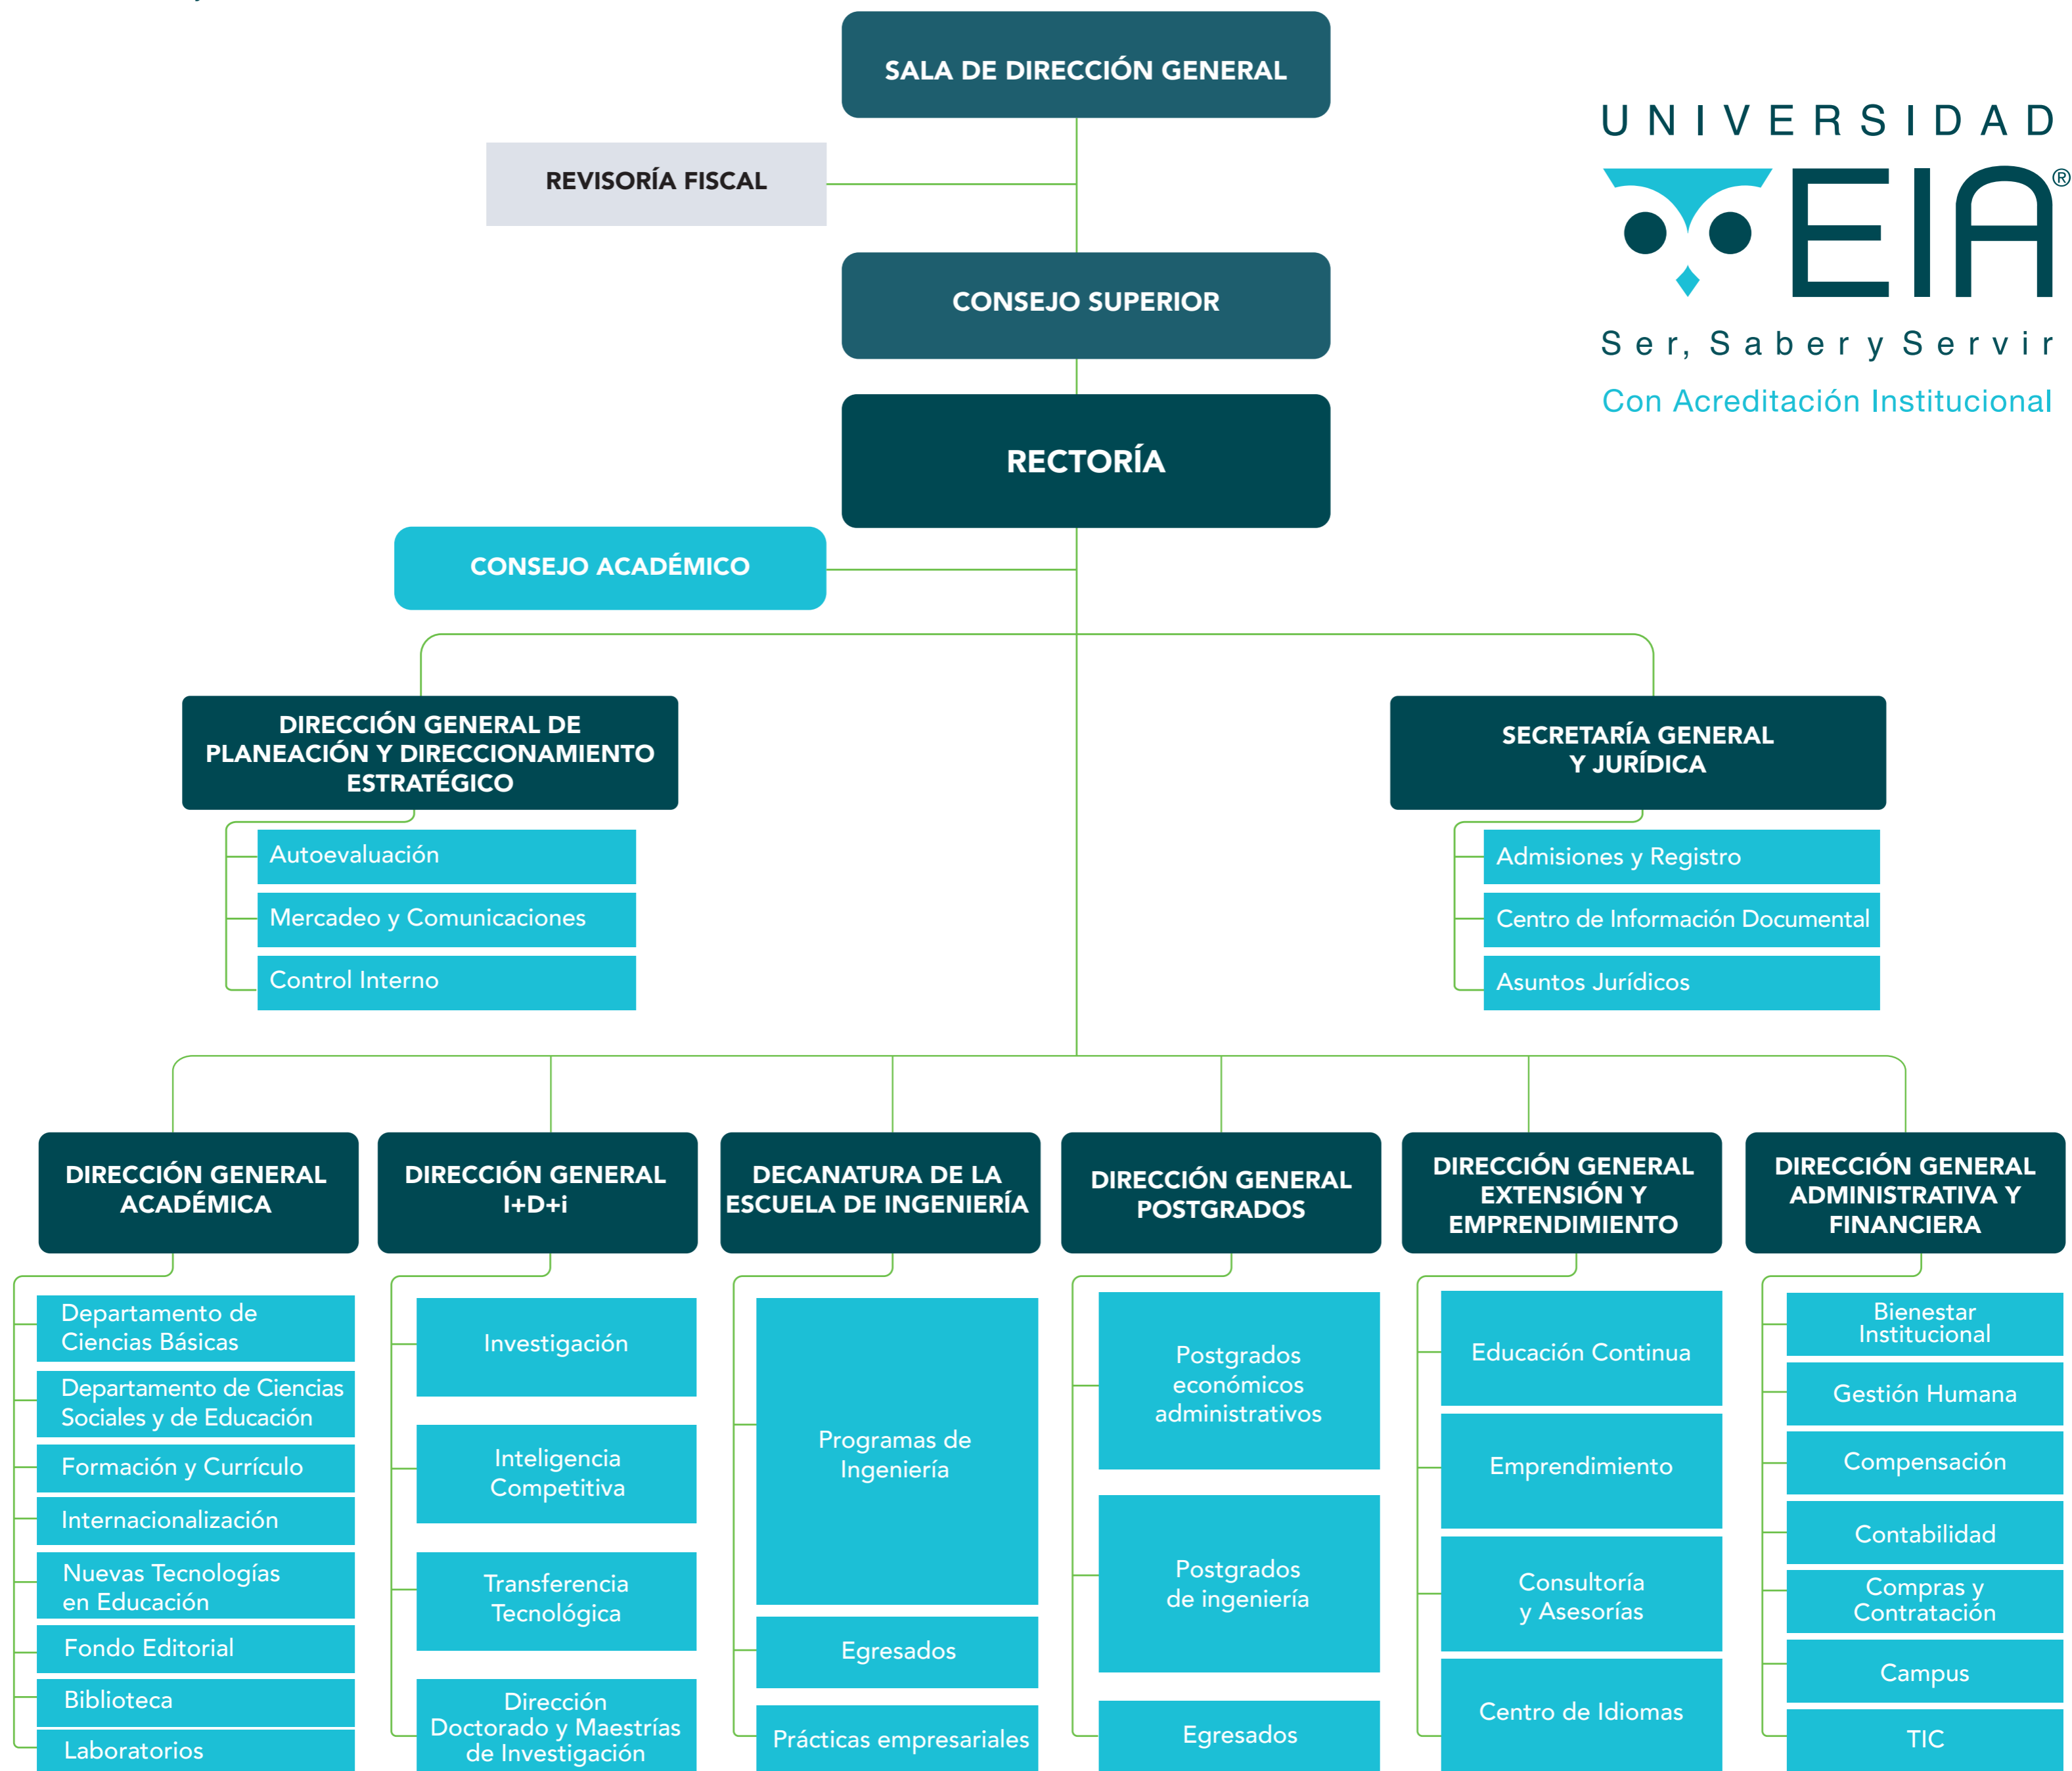 SALA DE DIRECCIÓN GENERAL
UNIVERSIDAD
EIA®
Ser, Saber y Servir
Con Acreditación Institucional
REVISORÍA FISCAL
CONSEJO SUPERIOR
RECTORÍA
CONSEJO ACADÉMICO
DIRECCIÓN GENERAL DE
PLANEACIÓN Y DIRECCIONAMIENTO
ESTRATÉGICO
Autoevaluación
Mercadeo y Comunicaciones
Control Interno
SECRETARÍA GENERAL
Y JURÍDICA
Admisiones y Registro
Centro de Información Documental
Asuntos Jurídicos
DIRECCIÓN GENERAL
ACADÉMICA
Departamento de
Ciencias Básicas
Departamento de Ciencias
Sociales y de Educación
Formación y Currículo
Internacionalización
Nuevas Tecnologías
en Educación
Fondo Editorial
Biblioteca
Laboratorios
DIRECCIÓN GENERAL
I+D+i
Investigación
Inteligencia
Competitiva
Transferencia
Tecnológica
Dirección
Doctorado y Maestrías
de Investigación
DECANATURA DE LA
ESCUELA DE INGENIERÍA
Programas de
Ingeniería
Egresados
Prácticas empresariales
DIRECCIÓN GENERAL
POSTGRADOS
Postgrados
económicos
administrativos
Postgrados
de ingeniería
Egresados
DIRECCIÓN GENERAL
EXTENSIÓN Y
EMPRENDIMIENTO
Educación Continua
Emprendimiento
Consultoría
y Asesorías
Centro de Idiomas
DIRECCIÓN GENERAL
ADMINISTRATIVA Y
FINANCIERA
Bienestar
Institucional
Gestión Humana
Compensación
Contabilidad
Compras y
Contratación
Campus
TIC